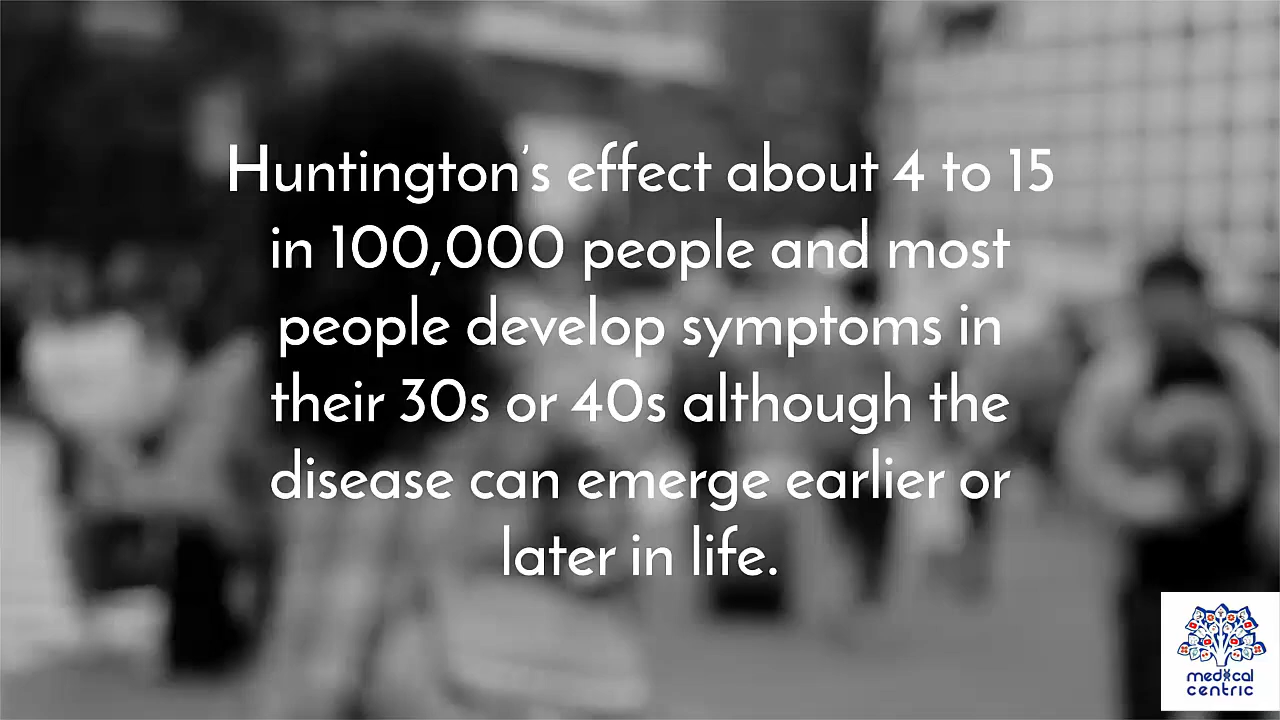 Huntington’s effect about 4 to 15
in 100,000 people and most
people develop symptoms in
their 30s or 40s although the
disease can emerge earlier or
later in life.
medical
centric